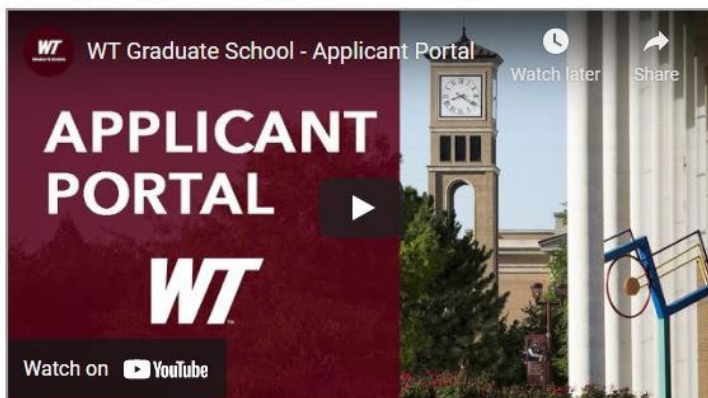 WT WT Graduate School - Applicant Portal
Watch later
Share
APPLICANT
PORTAL
WT
Watch on YouTube